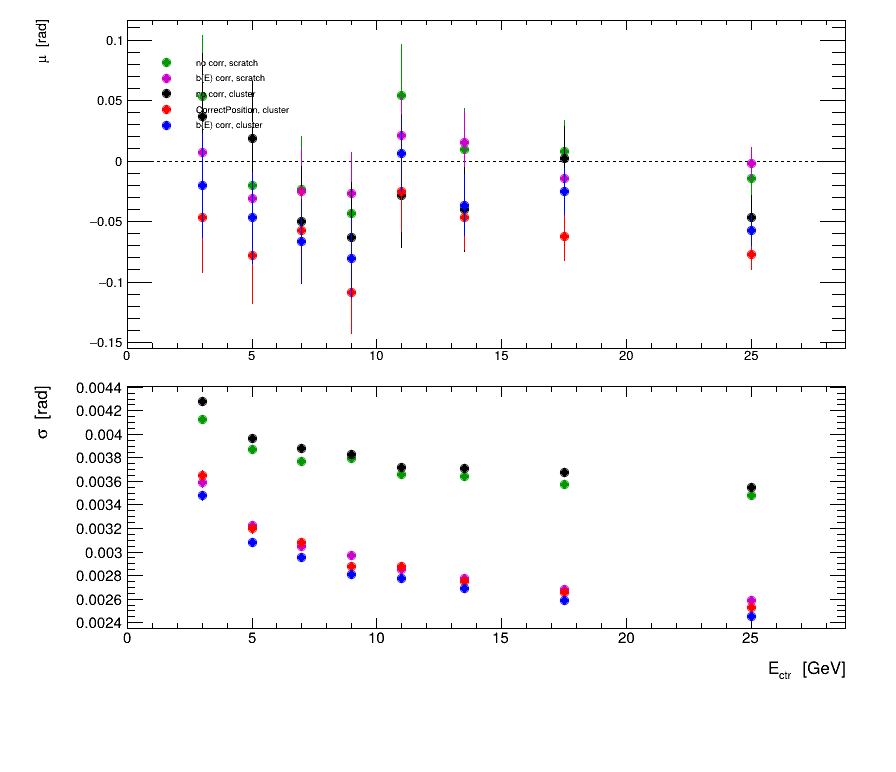 μ [rad]
0.1
no corr, scratch
b(E) corr, scratch
0.05
no corr, cluster
CorrectPosition, cluster
b(E) corr, cluster
0
−0.05
−0.1
−0.15
0 5 10 15 20 25
σ [rad]
0.0044
0.0042
0.004
0.0038
0.0036
0.0034
0.0032
0.003
0.0028
0.0026
0.0024
0 5 10 15 20 25
E_ctr [GeV]